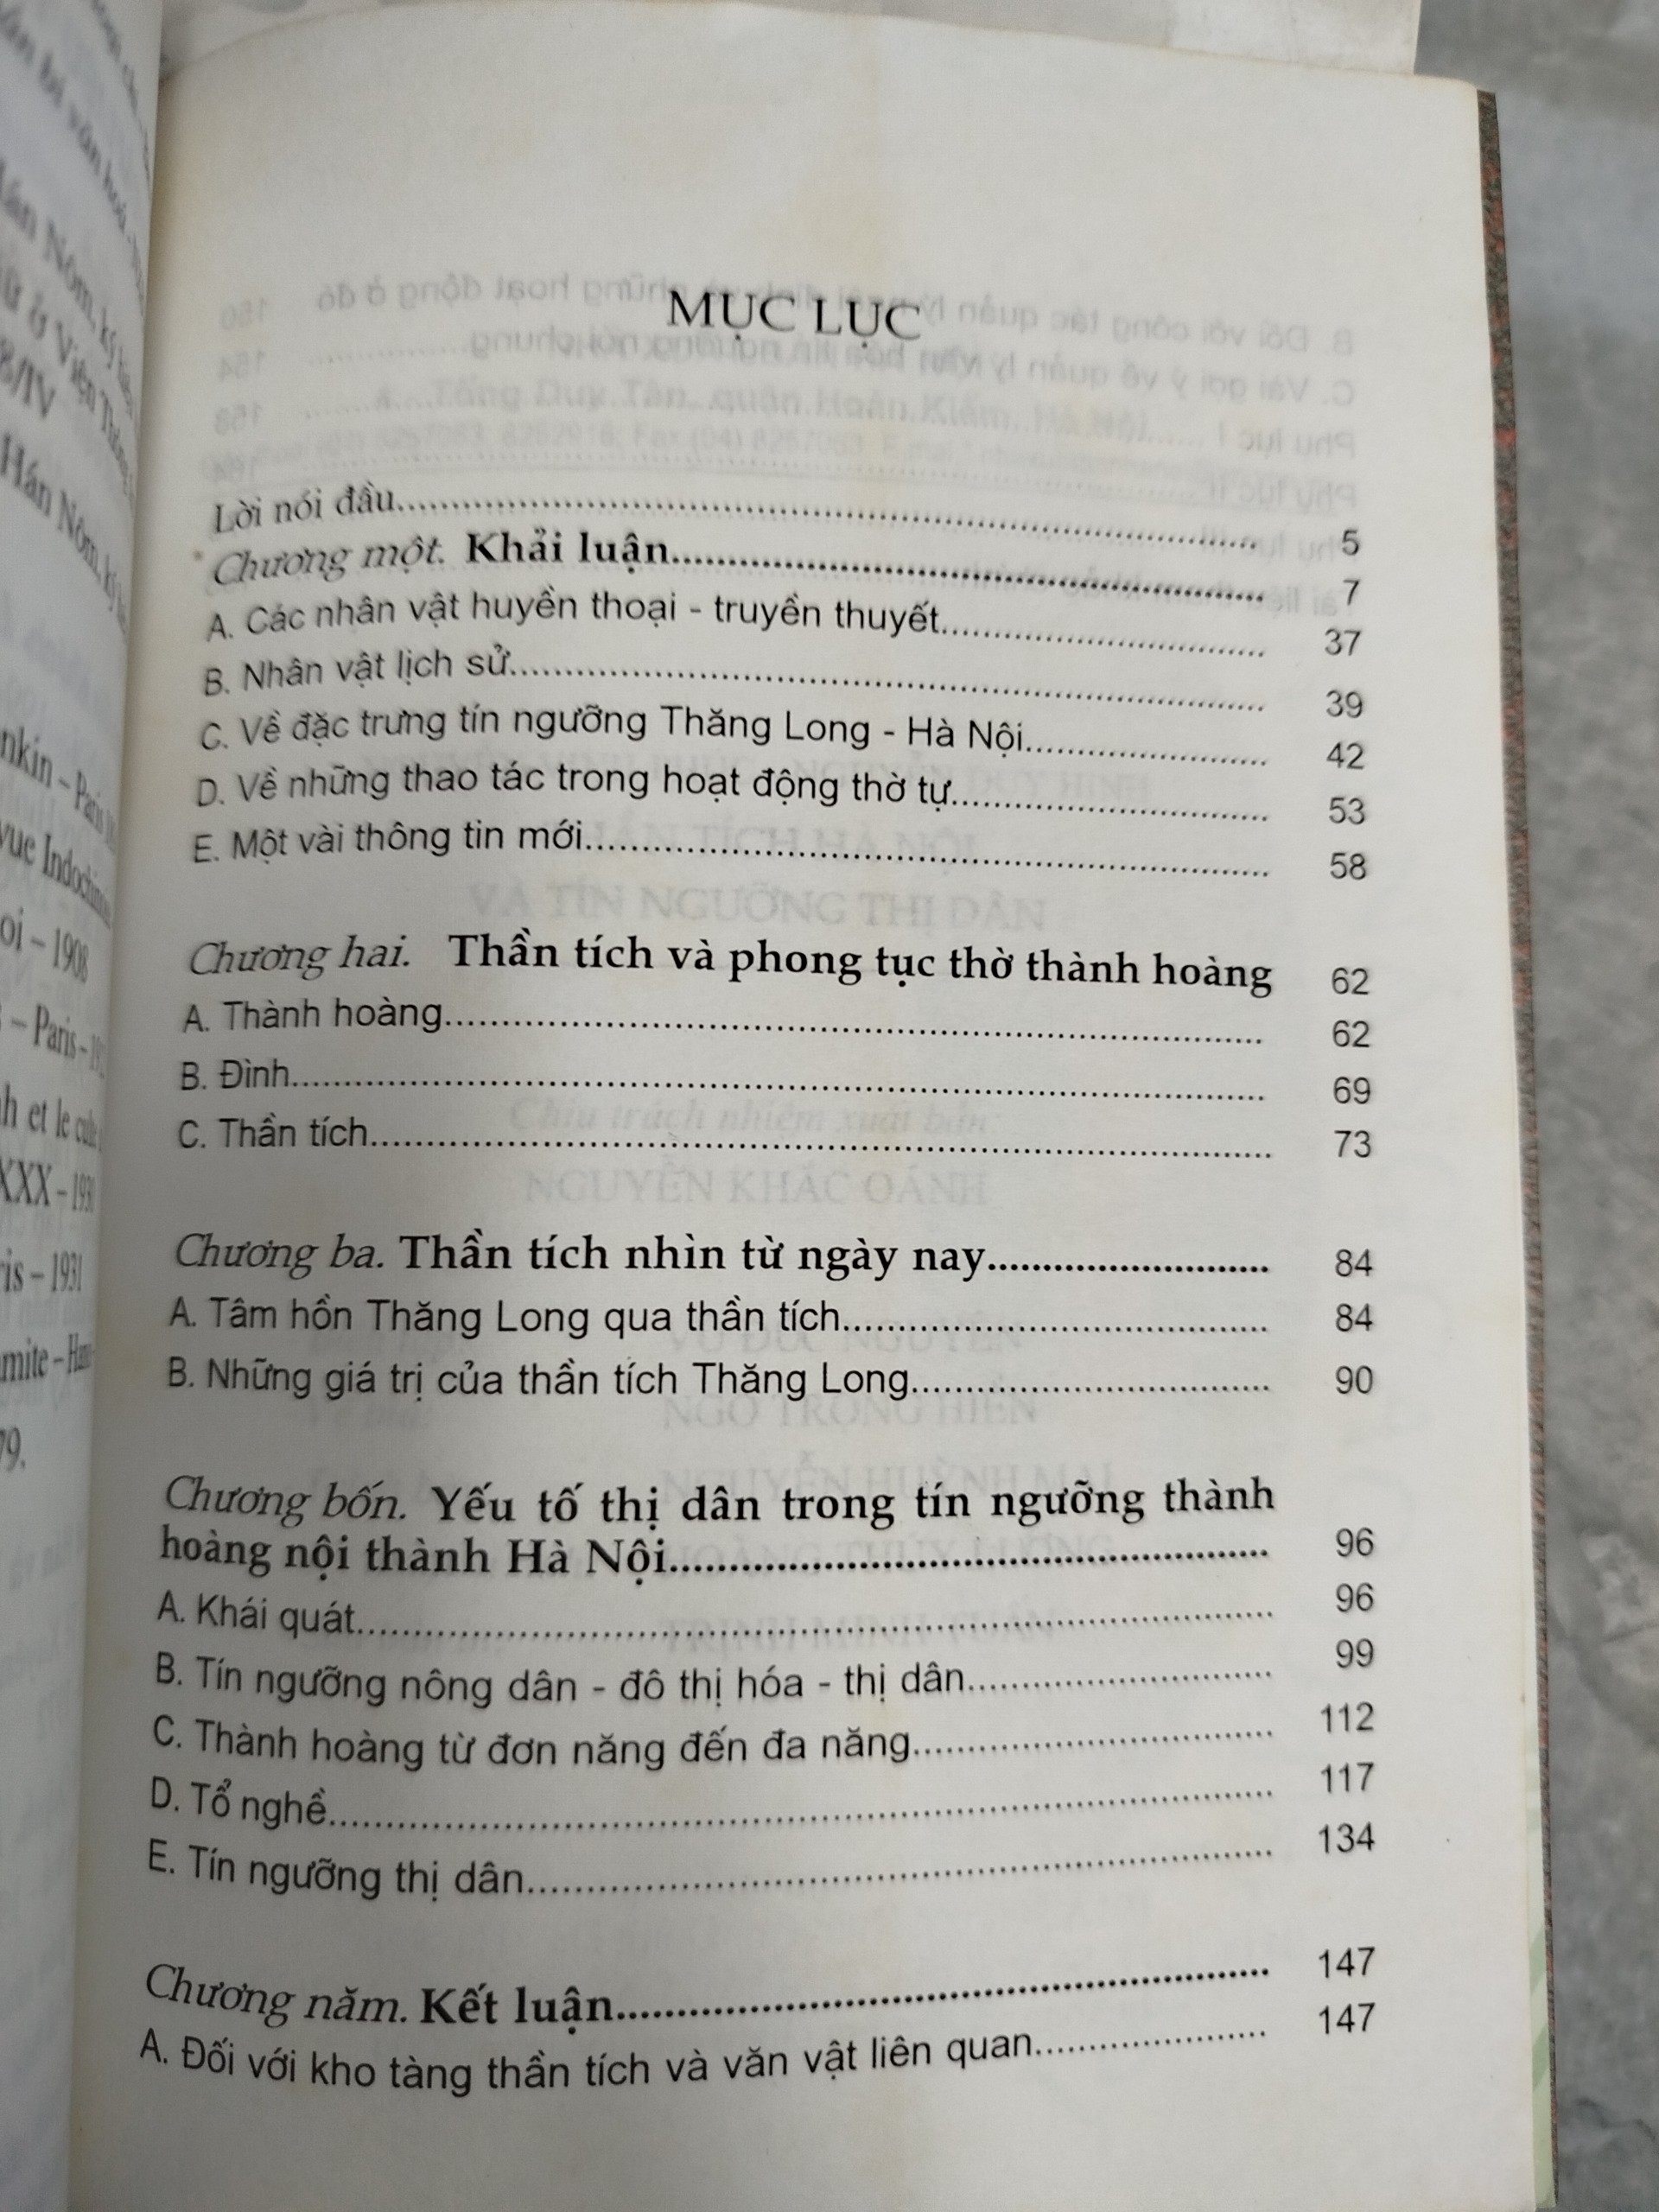 MỤC LỤC
Lời nói đầu.......... 5
Chương một. Khải luận.......... 7
A. Các nhân vật huyền thoại - truyền thuyết.......... 37
B. Nhân vật lịch sử.......... 39
C. Về đặc trưng tín ngưỡng Thăng Long - Hà Nội.......... 42
D. Về những thao tác trong hoạt động thờ tự.......... 53
E. Một vài thông tin mới.......... 58
Chương hai. Thần tích và phong tục thờ thành hoàng 62
A. Thành hoàng.......... 62
B. Đình.......... 69
C. Thần tích.......... 73
Chương ba. Thần tích nhìn từ ngày nay.......... 84
A. Tâm hồn Thăng Long qua thần tích.......... 84
B. Những giá trị của thần tích Thăng Long.......... 90
Chương bốn. Yếu tố thị dân trong tín ngưỡng thành
hoàng nội thành Hà Nội.......... 96
A. Khái quát.......... 96
B. Tín ngưỡng nông dân - đô thị hóa - thị dân.......... 99
C. Thành hoàng từ đơn năng đến đa năng.......... 112
D. Tổ nghề.......... 117
E. Tín ngưỡng thị dân.......... 134
Chương năm. Kết luận.......... 147
A. Đối với kho tàng thần tích và văn vật liên quan.......... 147